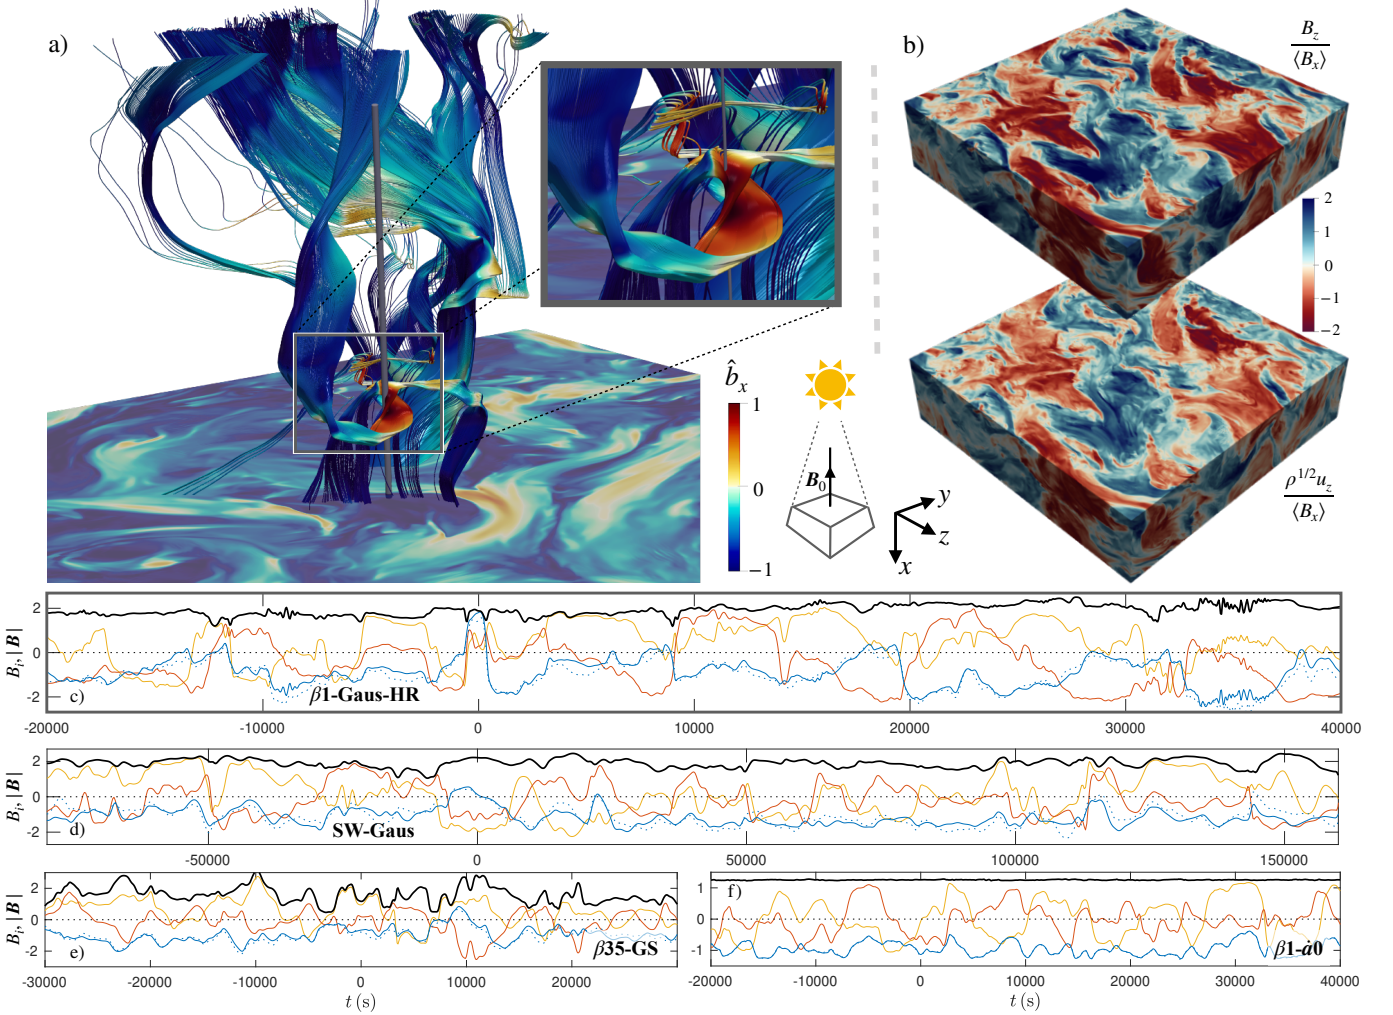 a)
b)
B_z
⟨B_x⟩
2
1
0
−1
−2
b̂_x
1
0
−1
B_0
y
z
x
ρ^{1/2}u_z
⟨B_x⟩
B_i, |B|
2
0
-2
c)
β1-Gaus-HR
-20000 -10000 0 10000 20000 30000 40000
B_i, |B|
2
0
-2
d)
SW-Gaus
-50000 0 50000 100000 150000
B_i, |B|
2
0
-2
e)
β35-GS
-30000 -20000 -10000 0 10000 20000
t (s)
1
0
-1
f)
β1-ȧ0
-20000 -10000 0 10000 20000 30000 40000
t (s)